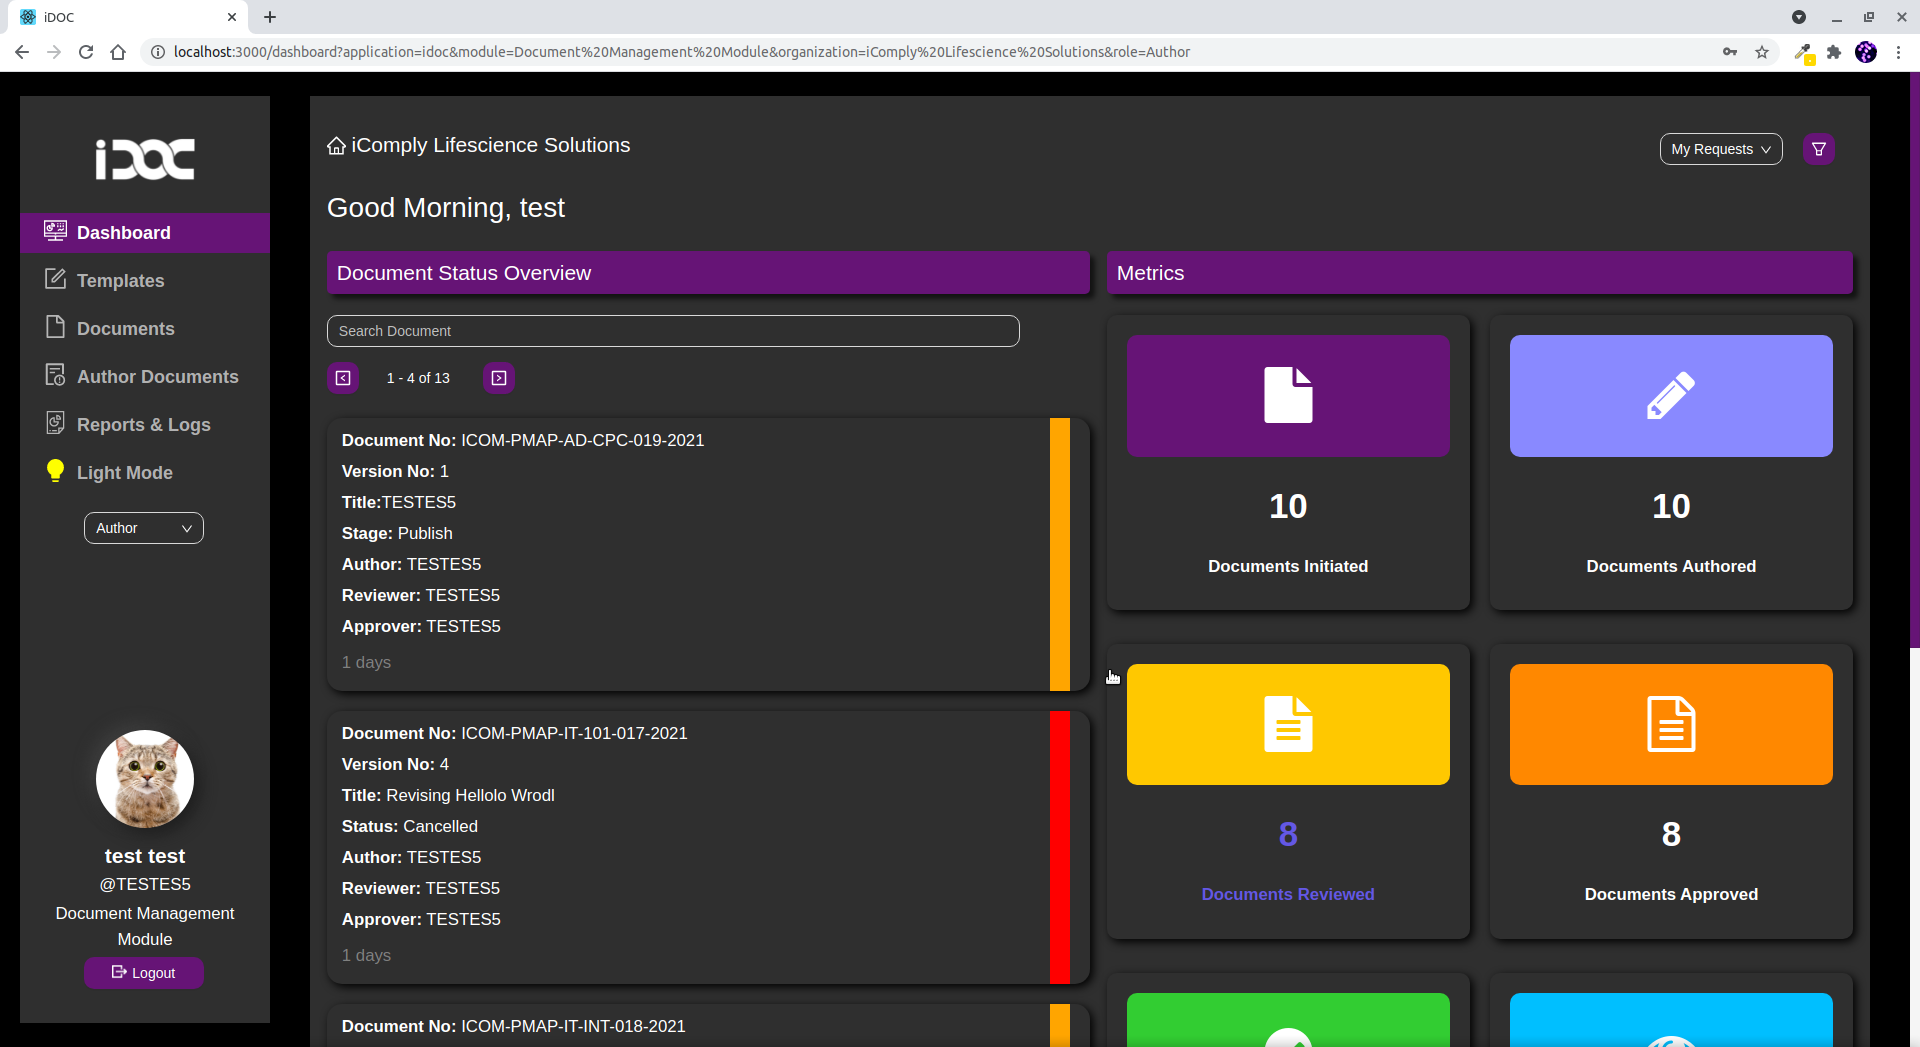 iDOC
localhost:3000/dashboard?application=idoc&module=Document%20Management%20Module&organization=iComply%20Lifescience%20Solutions&role=Author
iDOC
Dashboard
Templates
Documents
Author Documents
Reports & Logs
Light Mode
Author
test test
@TESTES5
Document Management
Module
Logout
iComply Lifescience Solutions
My Requests
Good Morning, test
Document Status Overview
Search Document
1 - 4 of 13
Document No: ICOM-PMAP-AD-CPC-019-2021
Version No: 1
Title:TESTES5
Stage: Publish
Author: TESTES5
Reviewer: TESTES5
Approver: TESTES5
1 days
Document No: ICOM-PMAP-IT-101-017-2021
Version No: 4
Title: Revising Hellolo Wrodl
Status: Cancelled
Author: TESTES5
Reviewer: TESTES5
Approver: TESTES5
1 days
Document No: ICOM-PMAP-IT-INT-018-2021
Metrics
10
Documents Initiated
10
Documents Authored
8
Documents Reviewed
8
Documents Approved